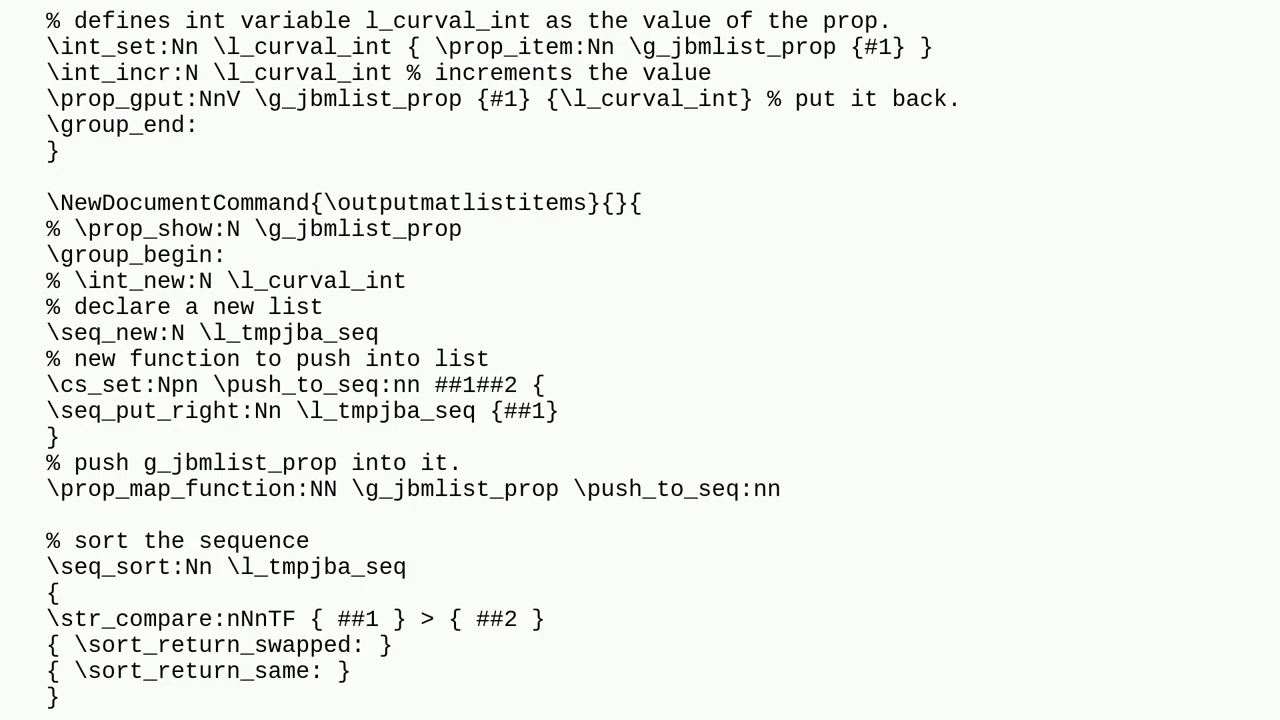 % defines int variable l_curval_int as the value of the prop.
\int_set:Nn \l_curval_int { \prop_item:Nn \g_jbmlist_prop {#1} }
\int_incr:N \l_curval_int % increments the value
\prop_gput:NnV \g_jbmlist_prop {#1} {\l_curval_int} % put it back.
\group_end:
}
\NewDocumentCommand{\outputmatlistitems}{}{
% \prop_show:N \g_jbmlist_prop
\group_begin:
% \int_new:N \l_curval_int
% declare a new list
\seq_new:N \l_tmpjba_seq
% new function to push into list
\cs_set:Npn \push_to_seq:nn ##1##2 {
\seq_put_right:Nn \l_tmpjba_seq {##1}
}
% push g_jbmlist_prop into it.
\prop_map_function:NN \g_jbmlist_prop \push_to_seq:nn
% sort the sequence
\seq_sort:Nn \l_tmpjba_seq
{
\str_compare:nNnTF { ##1 } > { ##2 }
{ \sort_return_swapped: }
{ \sort_return_same: }
}